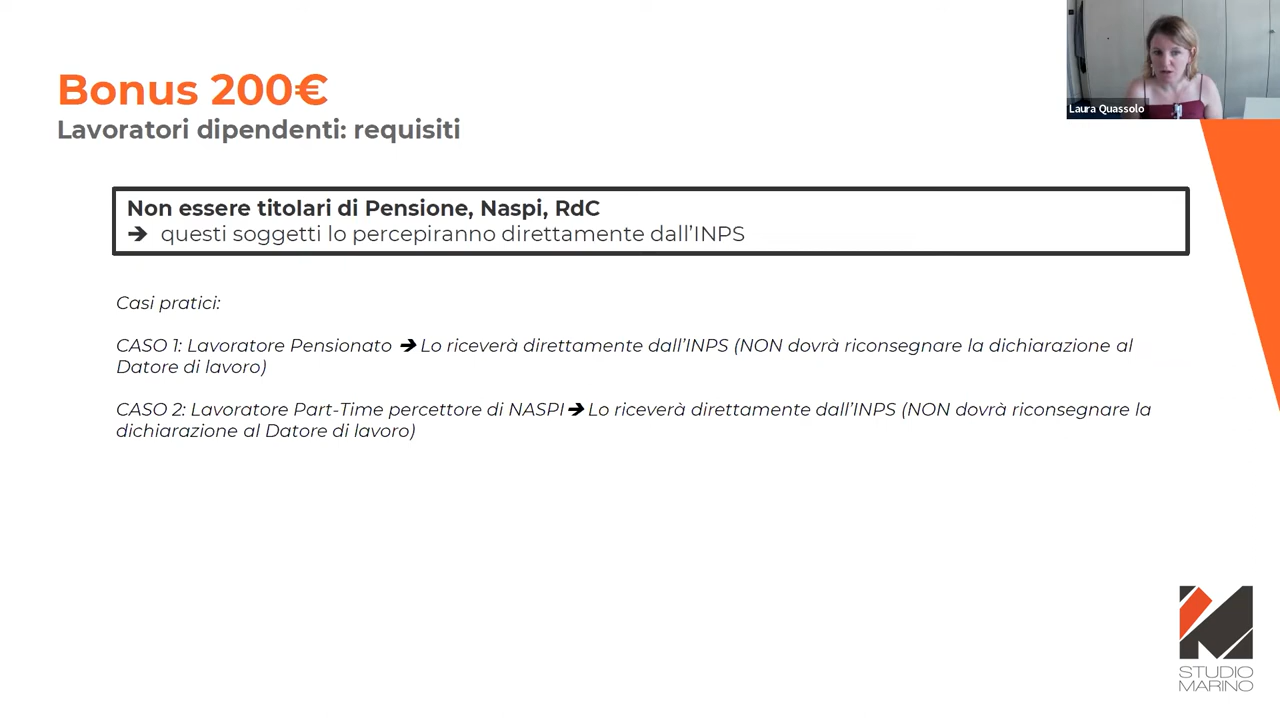 Bonus 200€
Lavoratori dipendenti: requisiti
Laura Quassolo
Non essere titolari di Pensione, Naspi, RdC
➔ questi soggetti lo percepiranno direttamente dall’INPS
Casi pratici:
CASO 1: Lavoratore Pensionato ➔ Lo riceverà direttamente dall’INPS (NON dovrà riconsegnare la dichiarazione al
Datore di lavoro)
CASO 2: Lavoratore Part-Time percettore di NASPI➔ Lo riceverà direttamente dall’INPS (NON dovrà riconsegnare la
dichiarazione al Datore di lavoro)
STUDIO
MARINO